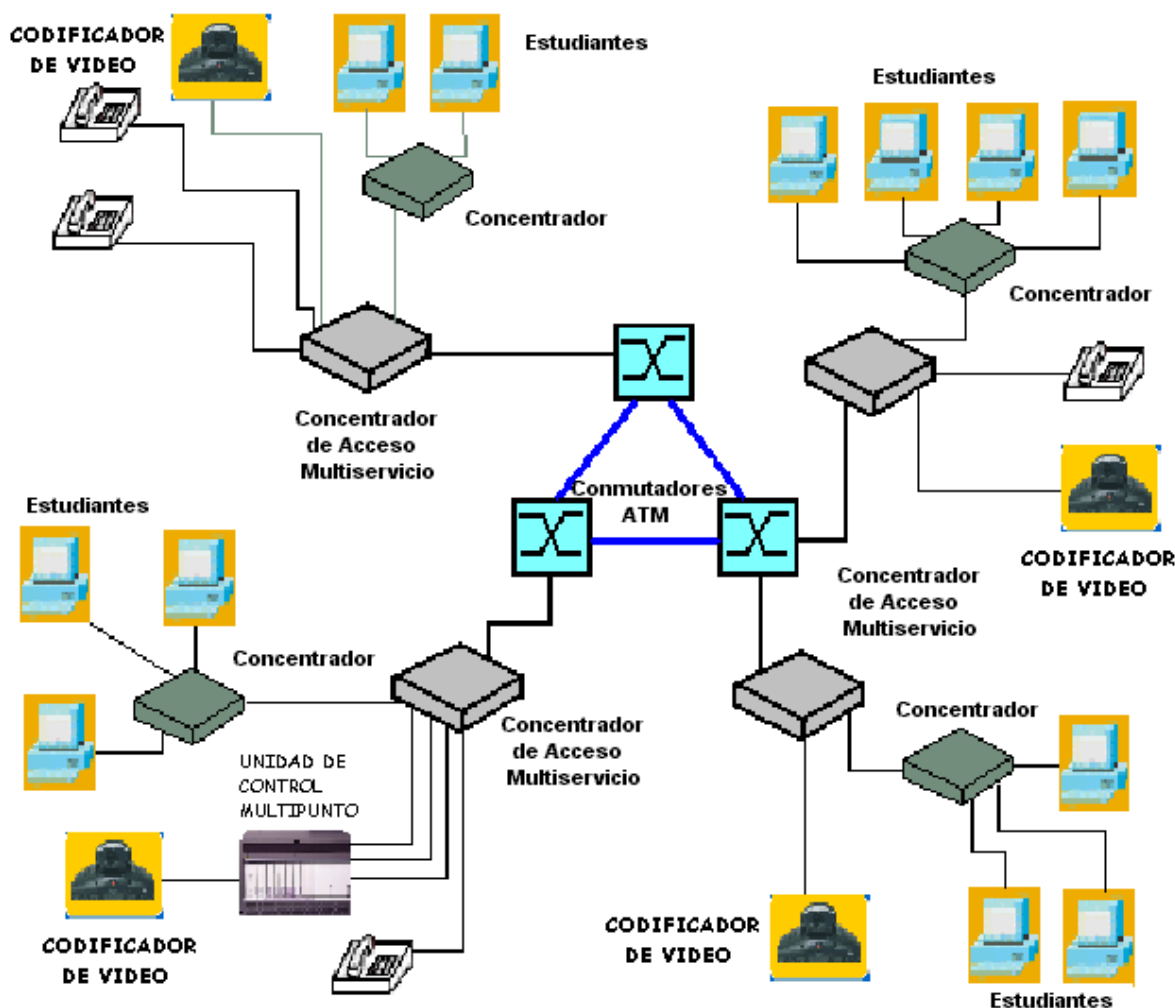 CODIFICADOR
DE VIDEO
Estudiantes
Estudiantes
Concentrador
Concentrador
Concentrador
de Acceso
Multiservicio
Conmutadores
ATM
CODIFICADOR
DE VIDEO
Estudiantes
Concentrador
de Acceso
Multiservicio
Concentrador
Concentrador
de Acceso
Multiservicio
Concentrador
UNIDAD DE
CONTROL
MULTIPUNTO
CODIFICADOR
DE VIDEO
CODIFICADOR
DE VIDEO
Estudiantes